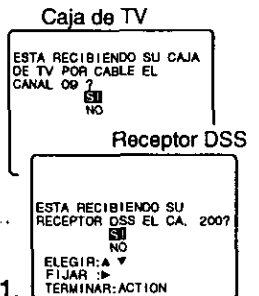 Caja de TV
ESTA RECIBIENDO SU CAJA
DE TV POR CABLE EL
CANAL 09 ?
SI
NO
Receptor DSS
ESTA RECIBIENDO SU
RECEPTOR DSS EL CA. 200?
SI
NO
ELEGIR:▲ ▼
FIJAR :►
TERMINAR:ACTION
1.